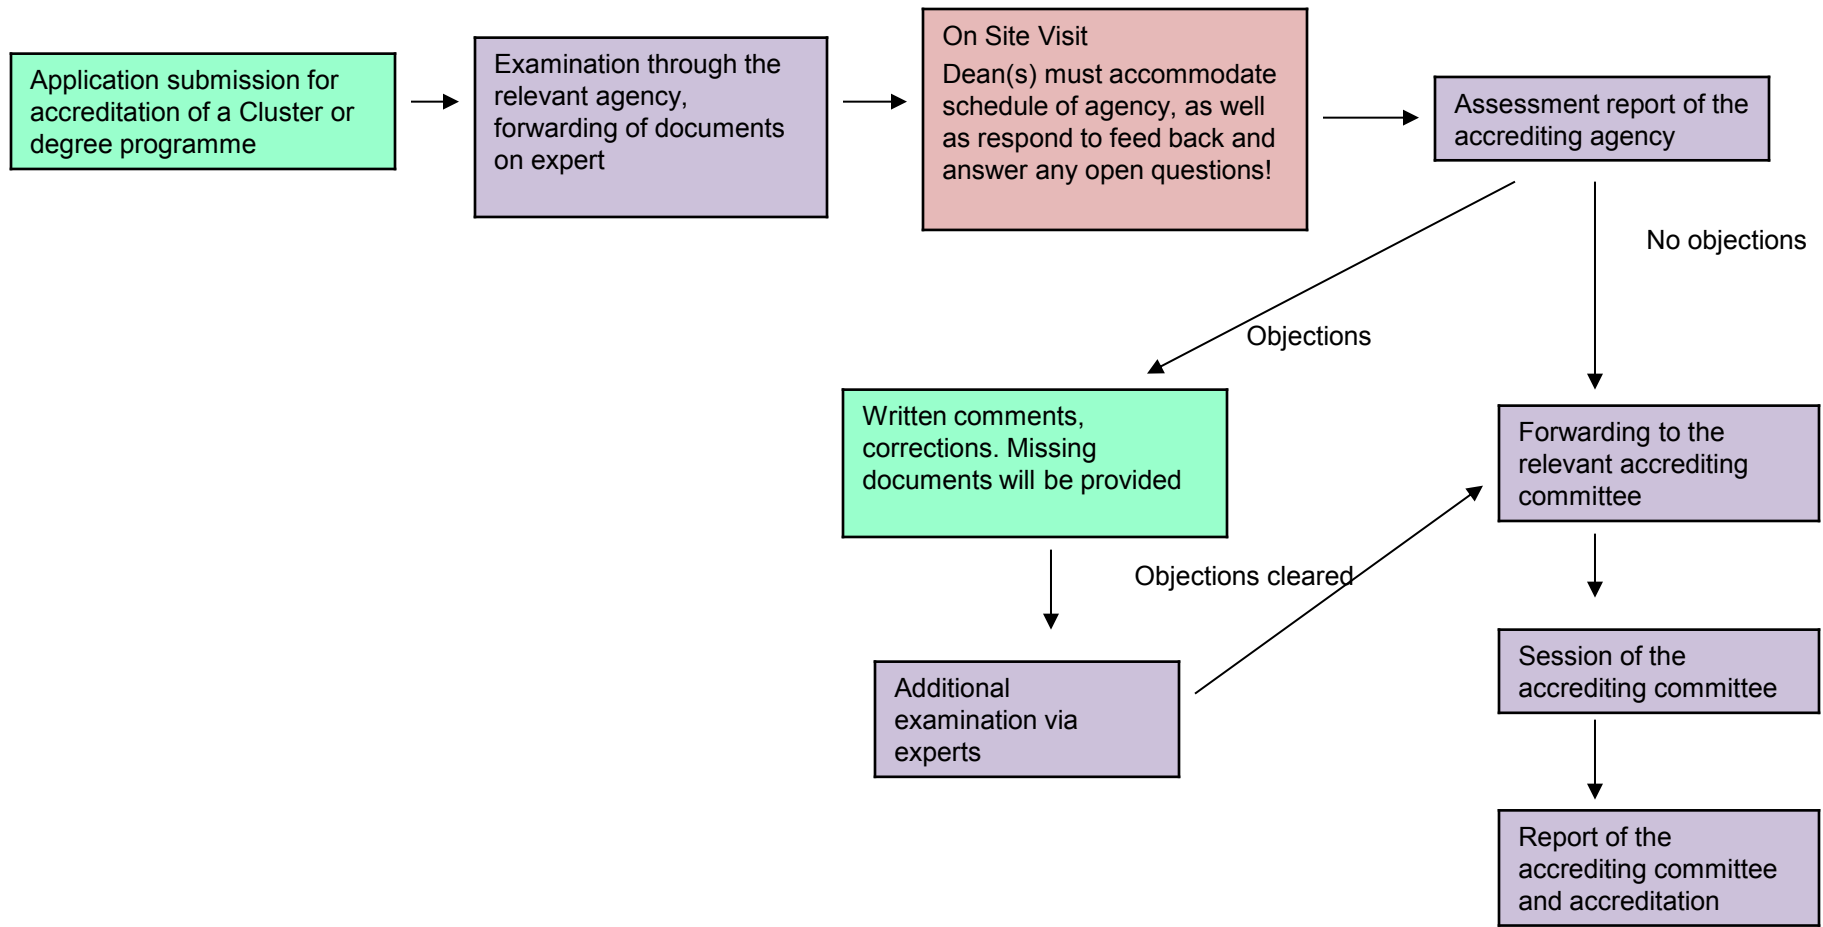 Application submission for
accreditation of a Cluster or
degree programme
Examination through the
relevant agency,
forwarding of documents
on expert
On Site Visit
Dean(s) must accommodate
schedule of agency, as well
as respond to feed back and
answer any open questions!
Assessment report of the
accrediting agency
No objections
Objections
Written comments,
corrections. Missing
documents will be provided
Forwarding to the
relevant accrediting
committee
Objections cleared
Additional
examination via
experts
Session of the
accrediting committee
Report of the
accrediting committee
and accreditation